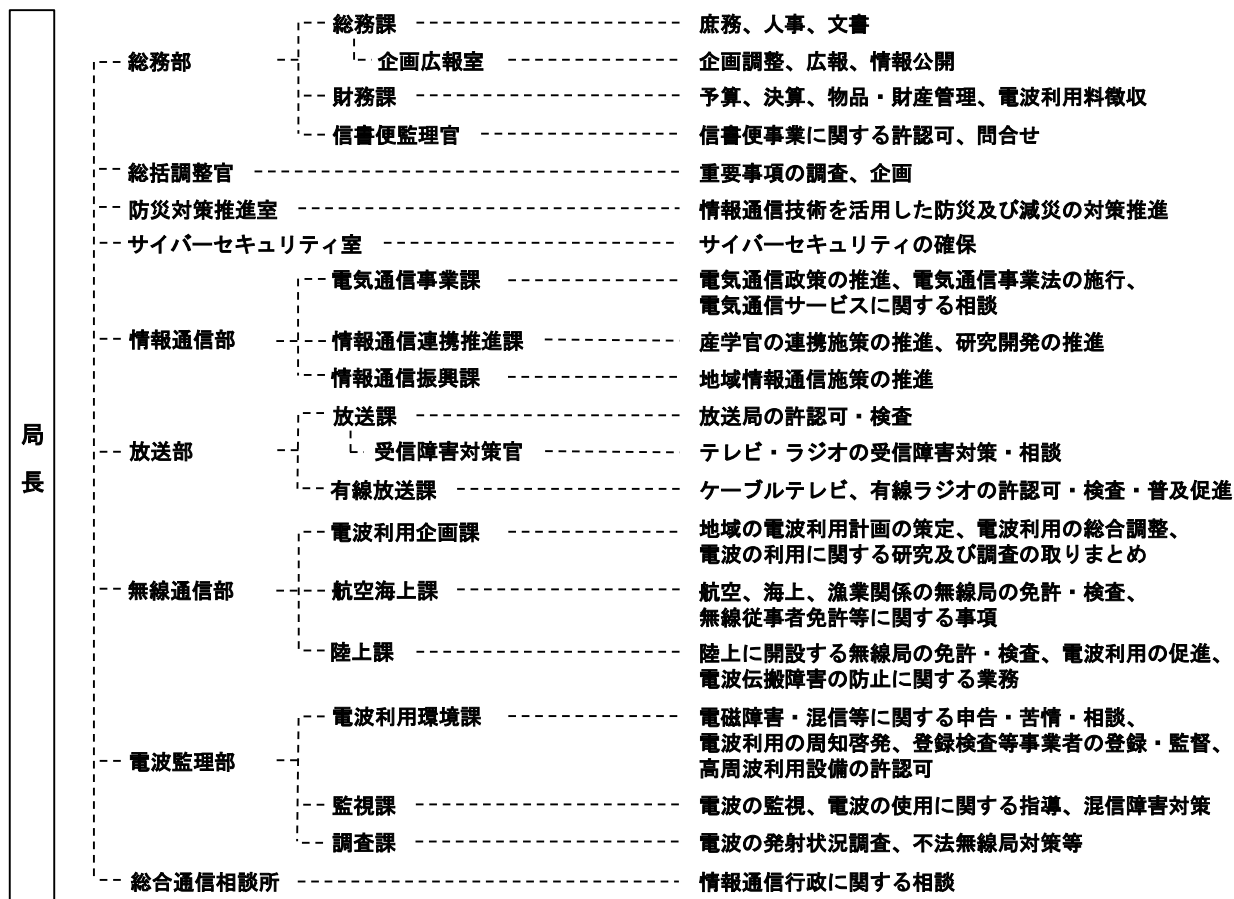 局長
総務部
総務課 庶務、人事、文書
企画広報室 企画調整、広報、情報公開
財務課 予算、決算、物品・財産管理、電波利用料徴収
信書便監理官 信書便事業に関する許認可、問合せ
総括調整官 重要事項の調査、企画
防災対策推進室 情報通信技術を活用した防災及び減災の対策推進
サイバーセキュリティ室 サイバーセキュリティの確保
情報通信部
電気通信事業課 電気通信政策の推進、電気通信事業法の施行、
電気通信サービスに関する相談
情報通信連携推進課 産学官の連携施策の推進、研究開発の推進
情報通信振興課 地域情報通信施策の推進
放送部
放送課 放送局の許認可・検査
受信障害対策官 テレビ・ラジオの受信障害対策・相談
有線放送課 ケーブルテレビ、有線ラジオの許認可・検査・普及促進
無線通信部
電波利用企画課 地域の電波利用計画の策定、電波利用の総合調整、
電波の利用に関する研究及び調査の取りまとめ
航空海上課 航空、海上、漁業関係の無線局の免許・検査、
無線従事者免許等に関する事項
陸上課 陸上に開設する無線局の免許・検査、電波利用の促進、
電波伝搬障害の防止に関する業務
電波監理部
電波利用環境課 電磁障害・混信等に関する申告・苦情・相談、
電波利用の周知啓発、登録検査等事業者の登録・監督、
高周波利用設備の許認可
監視課 電波の監視、電波の使用に関する指導、混信障害対策
調査課 電波の発射状況調査、不法無線局対策等
総合通信相談所 情報通信行政に関する相談